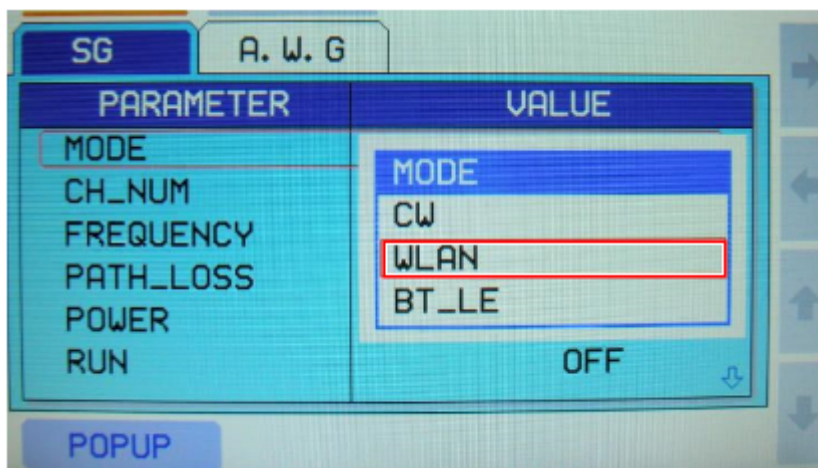 SG
A.W.G
PARAMETER
VALUE
MODE
CH_NUM
FREQUENCY
PATH_LOSS
POWER
RUN
MODE
CW
WLAN
BT_LE
OFF
POPUP